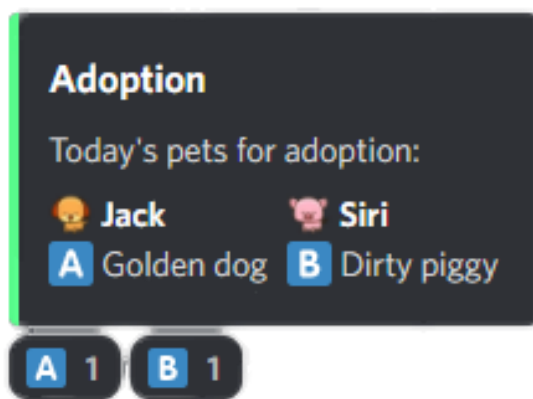 Adoption
Today's pets for adoption:
Jack Siri
A Golden dog B Dirty piggy
A 1 B 1